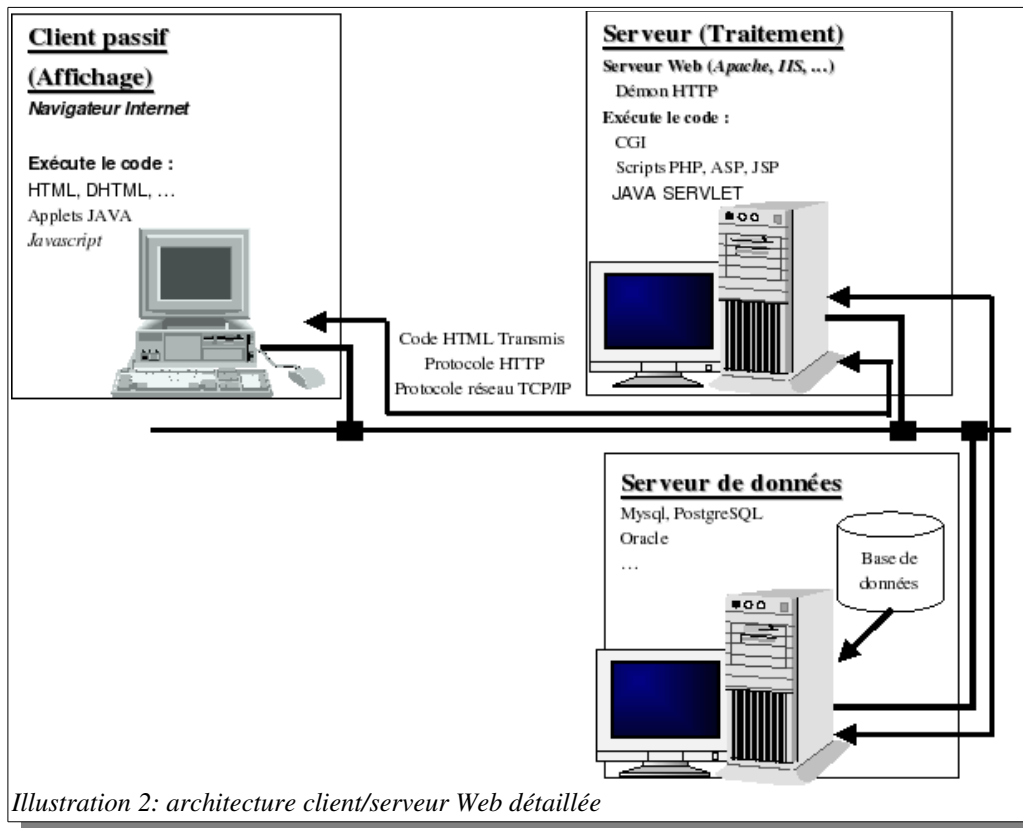 Client passif
(Affichage)
Navigateur Internet
Exécute le code :
HTML, DHTML, ...
Applets JAVA
Javascript
Serveur (Traitement)
Serveur Web (Apache, IIS, ...)
Démon HTTP
Exécute le code :
CGI
Scripts PHP, ASP, JSP
JAVA SERVLET
Code HTML Transmis
Protocole HTTP
Protocole réseau TCP/IP
Serveur de données
Mysql, PostgreSQL
Oracle
...
Base de
données
Illustration 2: architecture client/serveur Web détaillée